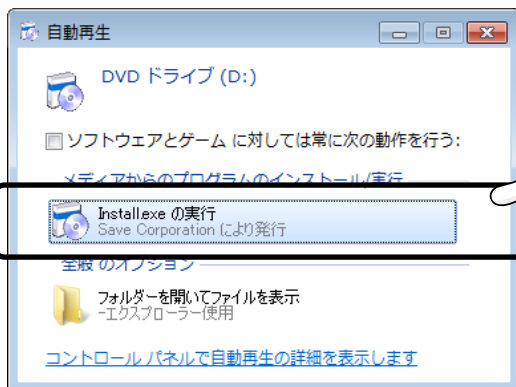 自動再生
DVD ドライブ (D:)
ソフトウェアとゲーム に対しては常に次の動作を行う:
メディアからのプログラムのインストール/実行
Install.exe の実行
Save Corporation により発行
全般 のオプション
フォルダーを開いてファイルを表示
-エクスプローラー使用
コントロール パネルで自動再生の詳細を表示します